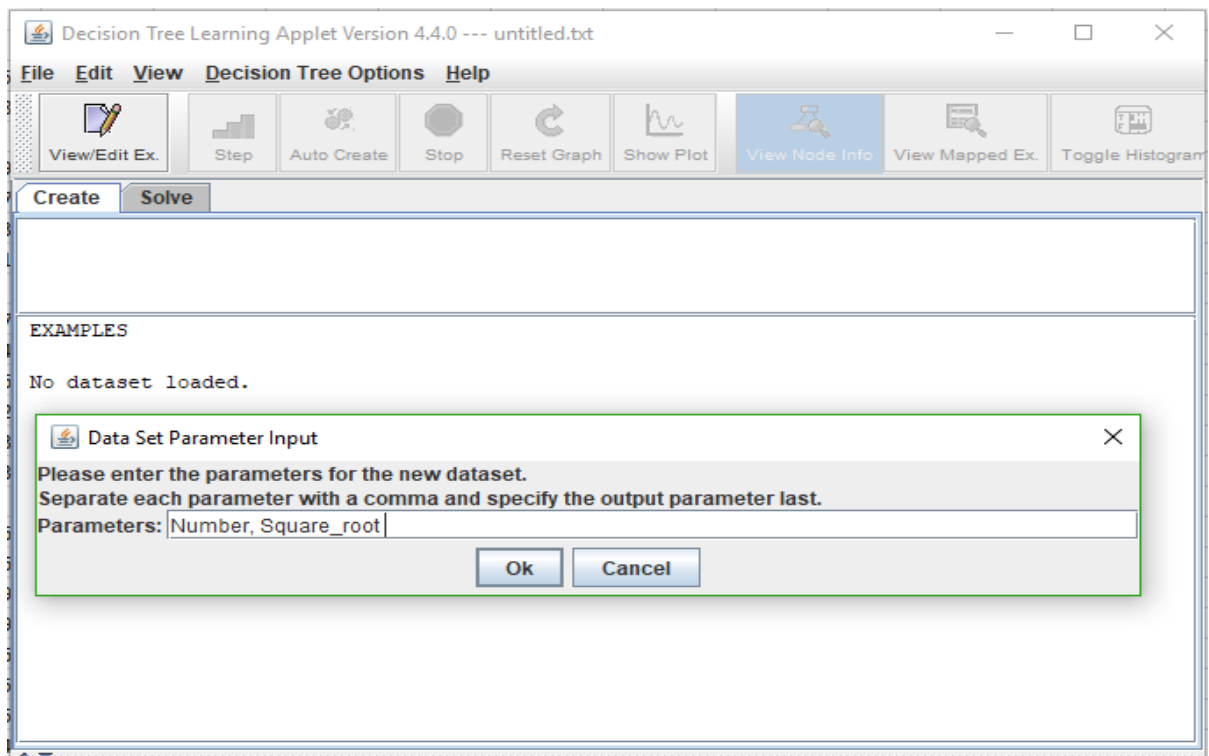 Decision Tree Learning Applet Version 4.4.0 --- untitled.txt
File Edit View Decision Tree Options Help
View/Edit Ex. Step Auto Create Stop Reset Graph Show Plot View Node Info View Mapped Ex. Toggle Histogram
Create Solve
EXAMPLES
No dataset loaded.
Data Set Parameter Input
Please enter the parameters for the new dataset.
Separate each parameter with a comma and specify the output parameter last.
Parameters: Number, Square_root
Ok Cancel